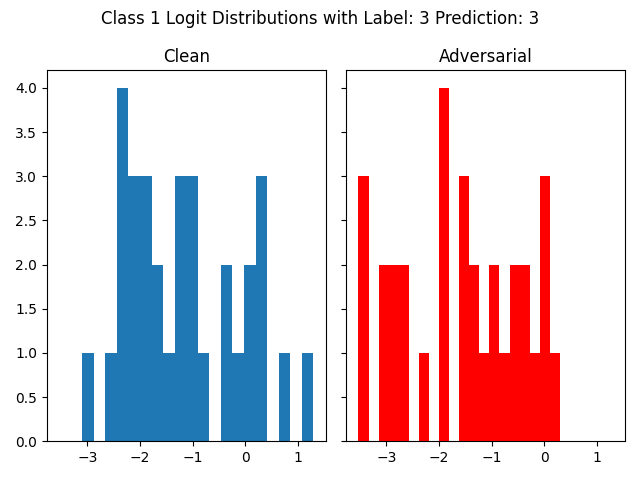 Class 1 Logit Distributions with Label: 3 Prediction: 3
Clean
Adversarial
4.0
3.5
3.0
2.5
2.0
1.5
1.0
0.5
0.0
−3 −2 −1 0 1
−3 −2 −1 0 1